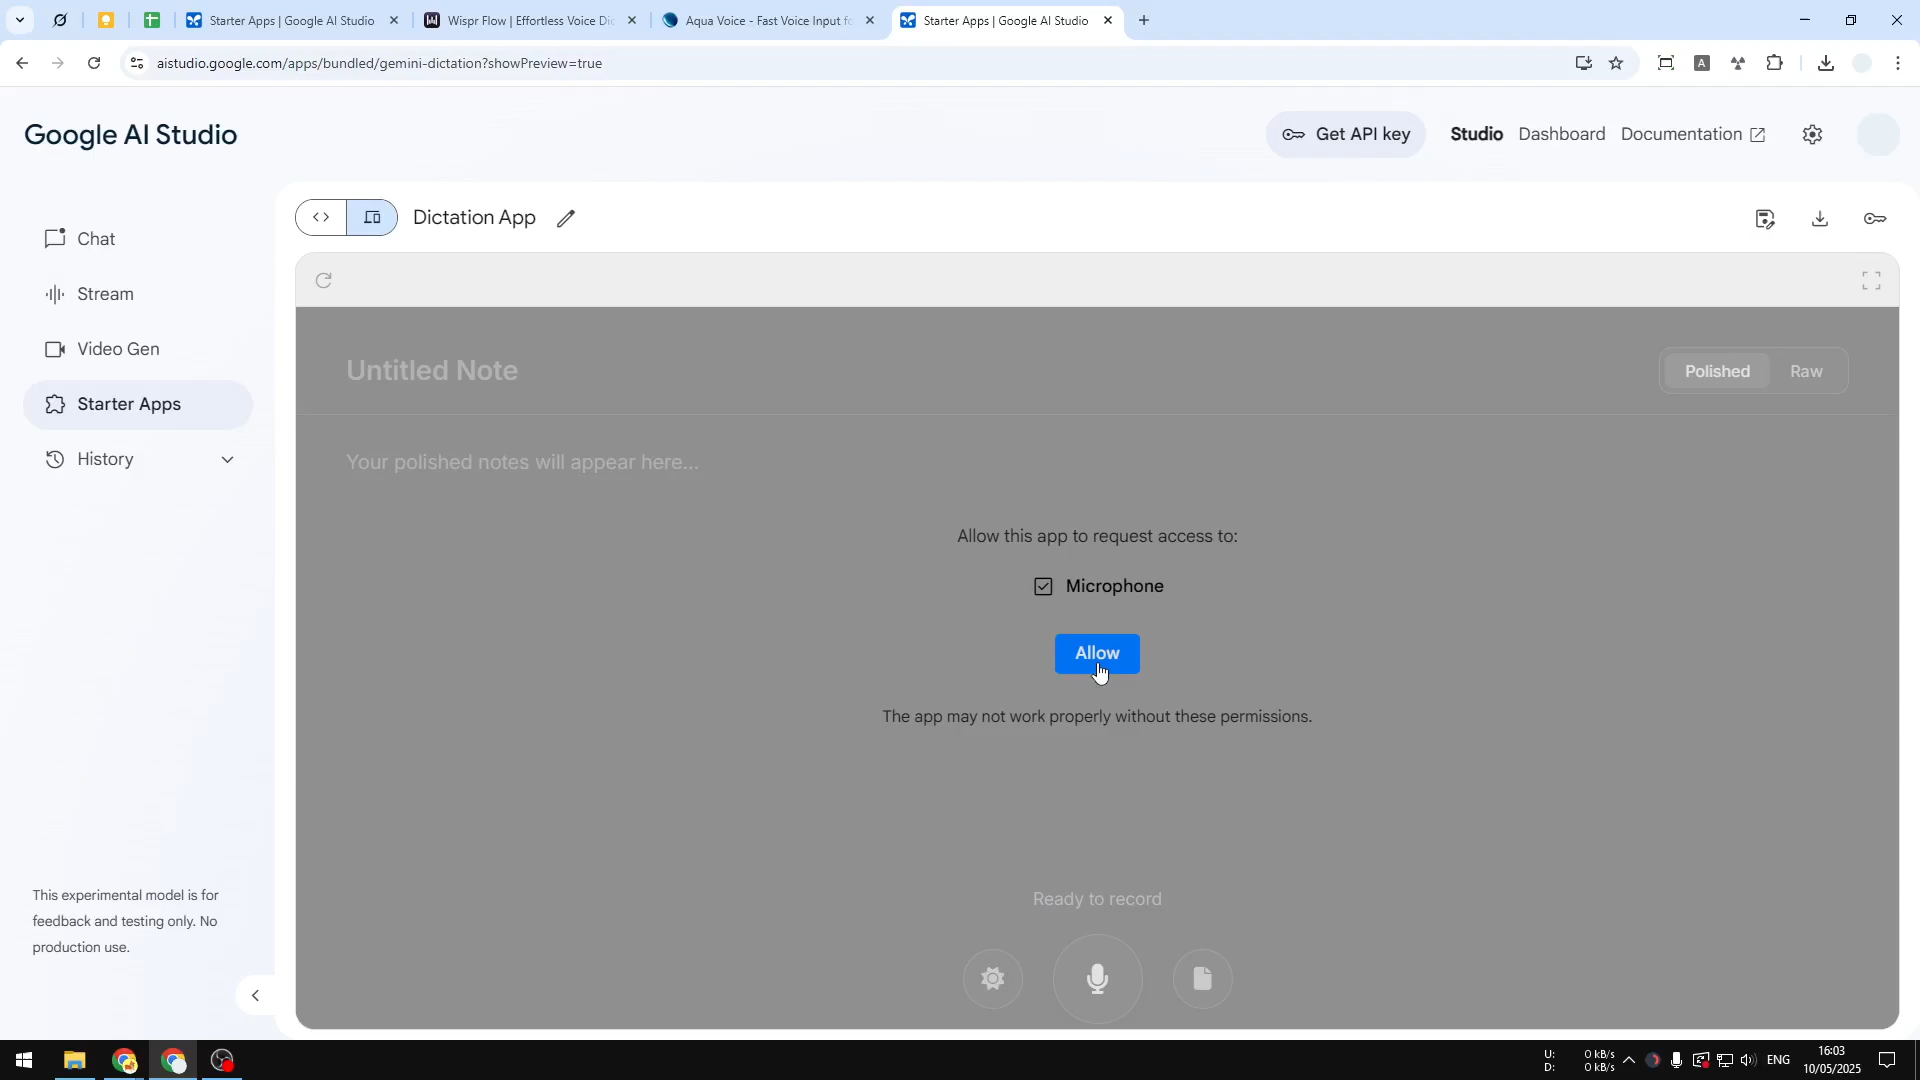 Starter Apps | Google AI Studio
Wispr Flow | Effortless Voice Dic
Aqua Voice - Fast Voice Input fo
Starter Apps | Google AI Studio
aistudio.google.com/apps/bundled/gemini-dictation?showPreview=true
Google AI Studio
Get API key
Studio
Dashboard
Documentation
Chat
Stream
Video Gen
Starter Apps
History
Dictation App
Untitled Note
Polished
Raw
Your polished notes will appear here...
Allow this app to request access to:
Microphone
Allow
The app may not work properly without these permissions.
Ready to record
This experimental model is for
feedback and testing only. No
production use.
U: 0 kB/s
D: 0 kB/s
ENG
16:03
10/05/2025